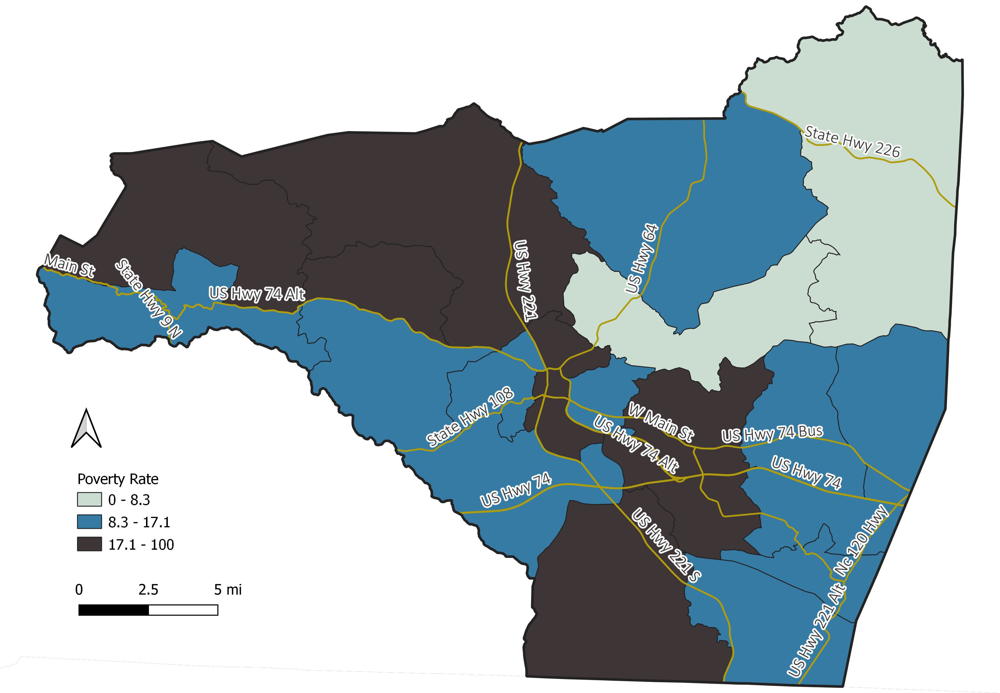 State Hwy 226
US Hwy 64
US Hwy 221
Main St
State Hwy 9 N
US Hwy 74 Alt
State Hwy 108
W Main St
US Hwy 74 Alt
US Hwy 74 Bus
US Hwy 74
US Hwy 74
US Hwy 221 S
Nc 120 Hwy
US Hwy 221 Alt
Poverty Rate
0 - 8.3
8.3 - 17.1
17.1 - 100
0 2.5 5 mi